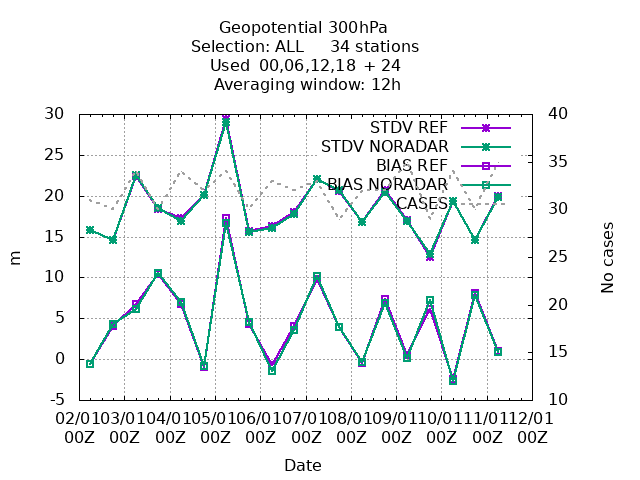 Geopotential 300hPa
Selection: ALL 34 stations
Used 00,06,12,18 + 24
Averaging window: 12h
30 40
STDV REF
STDV NORADAR
25 35
BIAS REF
BIAS NORADAR
20 30
CASES
15 25
10 20
5 15
0
-5 10
m
No cases
02/01 03/01 04/01 05/01 06/01 07/01 08/01 09/01 10/01 11/01 12/01
00Z 00Z 00Z 00Z 00Z 00Z 00Z 00Z 00Z 00Z 00Z
Date